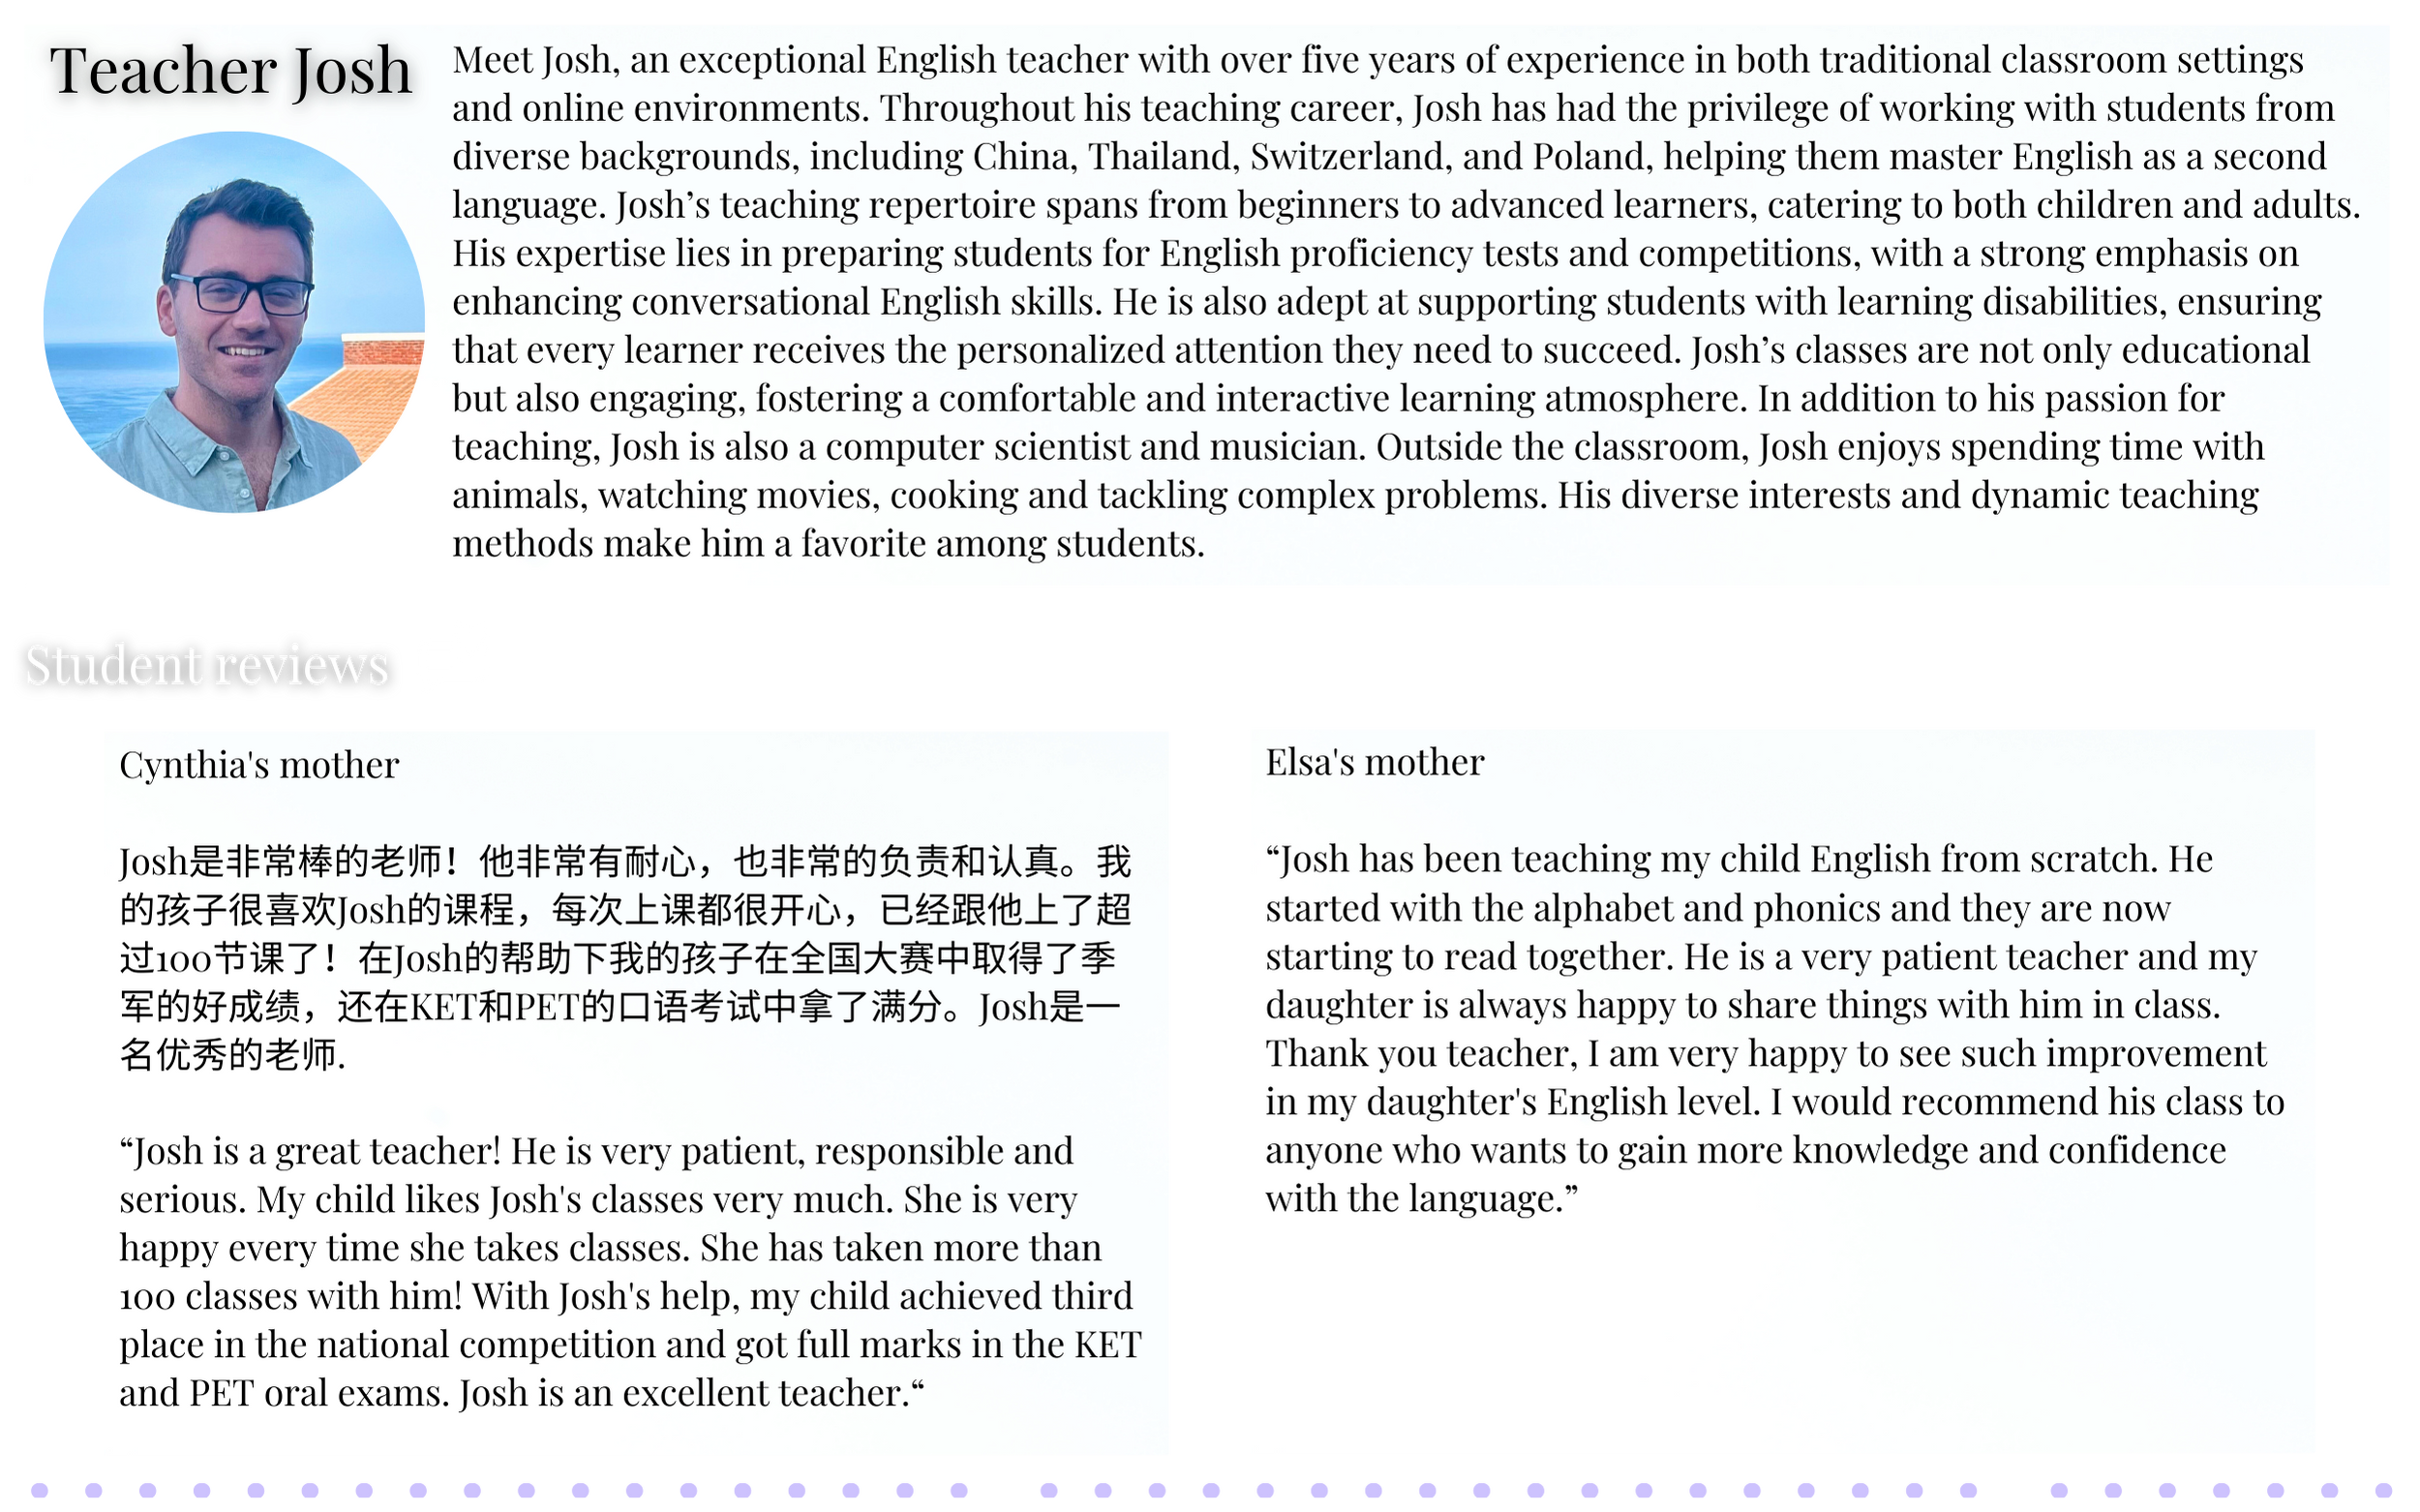 Teacher Josh
Meet Josh, an exceptional English teacher with over five years of experience in both traditional classroom settings
and online environments. Throughout his teaching career, Josh has had the privilege of working with students from
diverse backgrounds, including China, Thailand, Switzerland, and Poland, helping them master English as a second
language. Josh’s teaching repertoire spans from beginners to advanced learners, catering to both children and adults.
His expertise lies in preparing students for English proficiency tests and competitions, with a strong emphasis on
enhancing conversational English skills. He is also adept at supporting students with learning disabilities, ensuring
that every learner receives the personalized attention they need to succeed. Josh’s classes are not only educational
but also engaging, fostering a comfortable and interactive learning atmosphere. In addition to his passion for
teaching, Josh is also a computer scientist and musician. Outside the classroom, Josh enjoys spending time with
animals, watching movies, cooking and tackling complex problems. His diverse interests and dynamic teaching
methods make him a favorite among students.
Student reviews
Cynthia's mother
Josh是非常棒的老师！他非常有耐心，也非常的负责和认真。我
的孩子很喜欢Josh的课程，每次上课都很开心，已经跟他上了超
过100节课了！在Josh的帮助下我的孩子在全国大赛中取得了季
军的好成绩，还在KET和PET的口语考试中拿了满分。Josh是一
名优秀的老师.
“Josh is a great teacher! He is very patient, responsible and
serious. My child likes Josh's classes very much. She is very
happy every time she takes classes. She has taken more than
100 classes with him! With Josh's help, my child achieved third
place in the national competition and got full marks in the KET
and PET oral exams. Josh is an excellent teacher.“
Elsa's mother
“Josh has been teaching my child English from scratch. He
started with the alphabet and phonics and they are now
starting to read together. He is a very patient teacher and my
daughter is always happy to share things with him in class.
Thank you teacher, I am very happy to see such improvement
in my daughter's English level. I would recommend his class to
anyone who wants to gain more knowledge and confidence
with the language.”